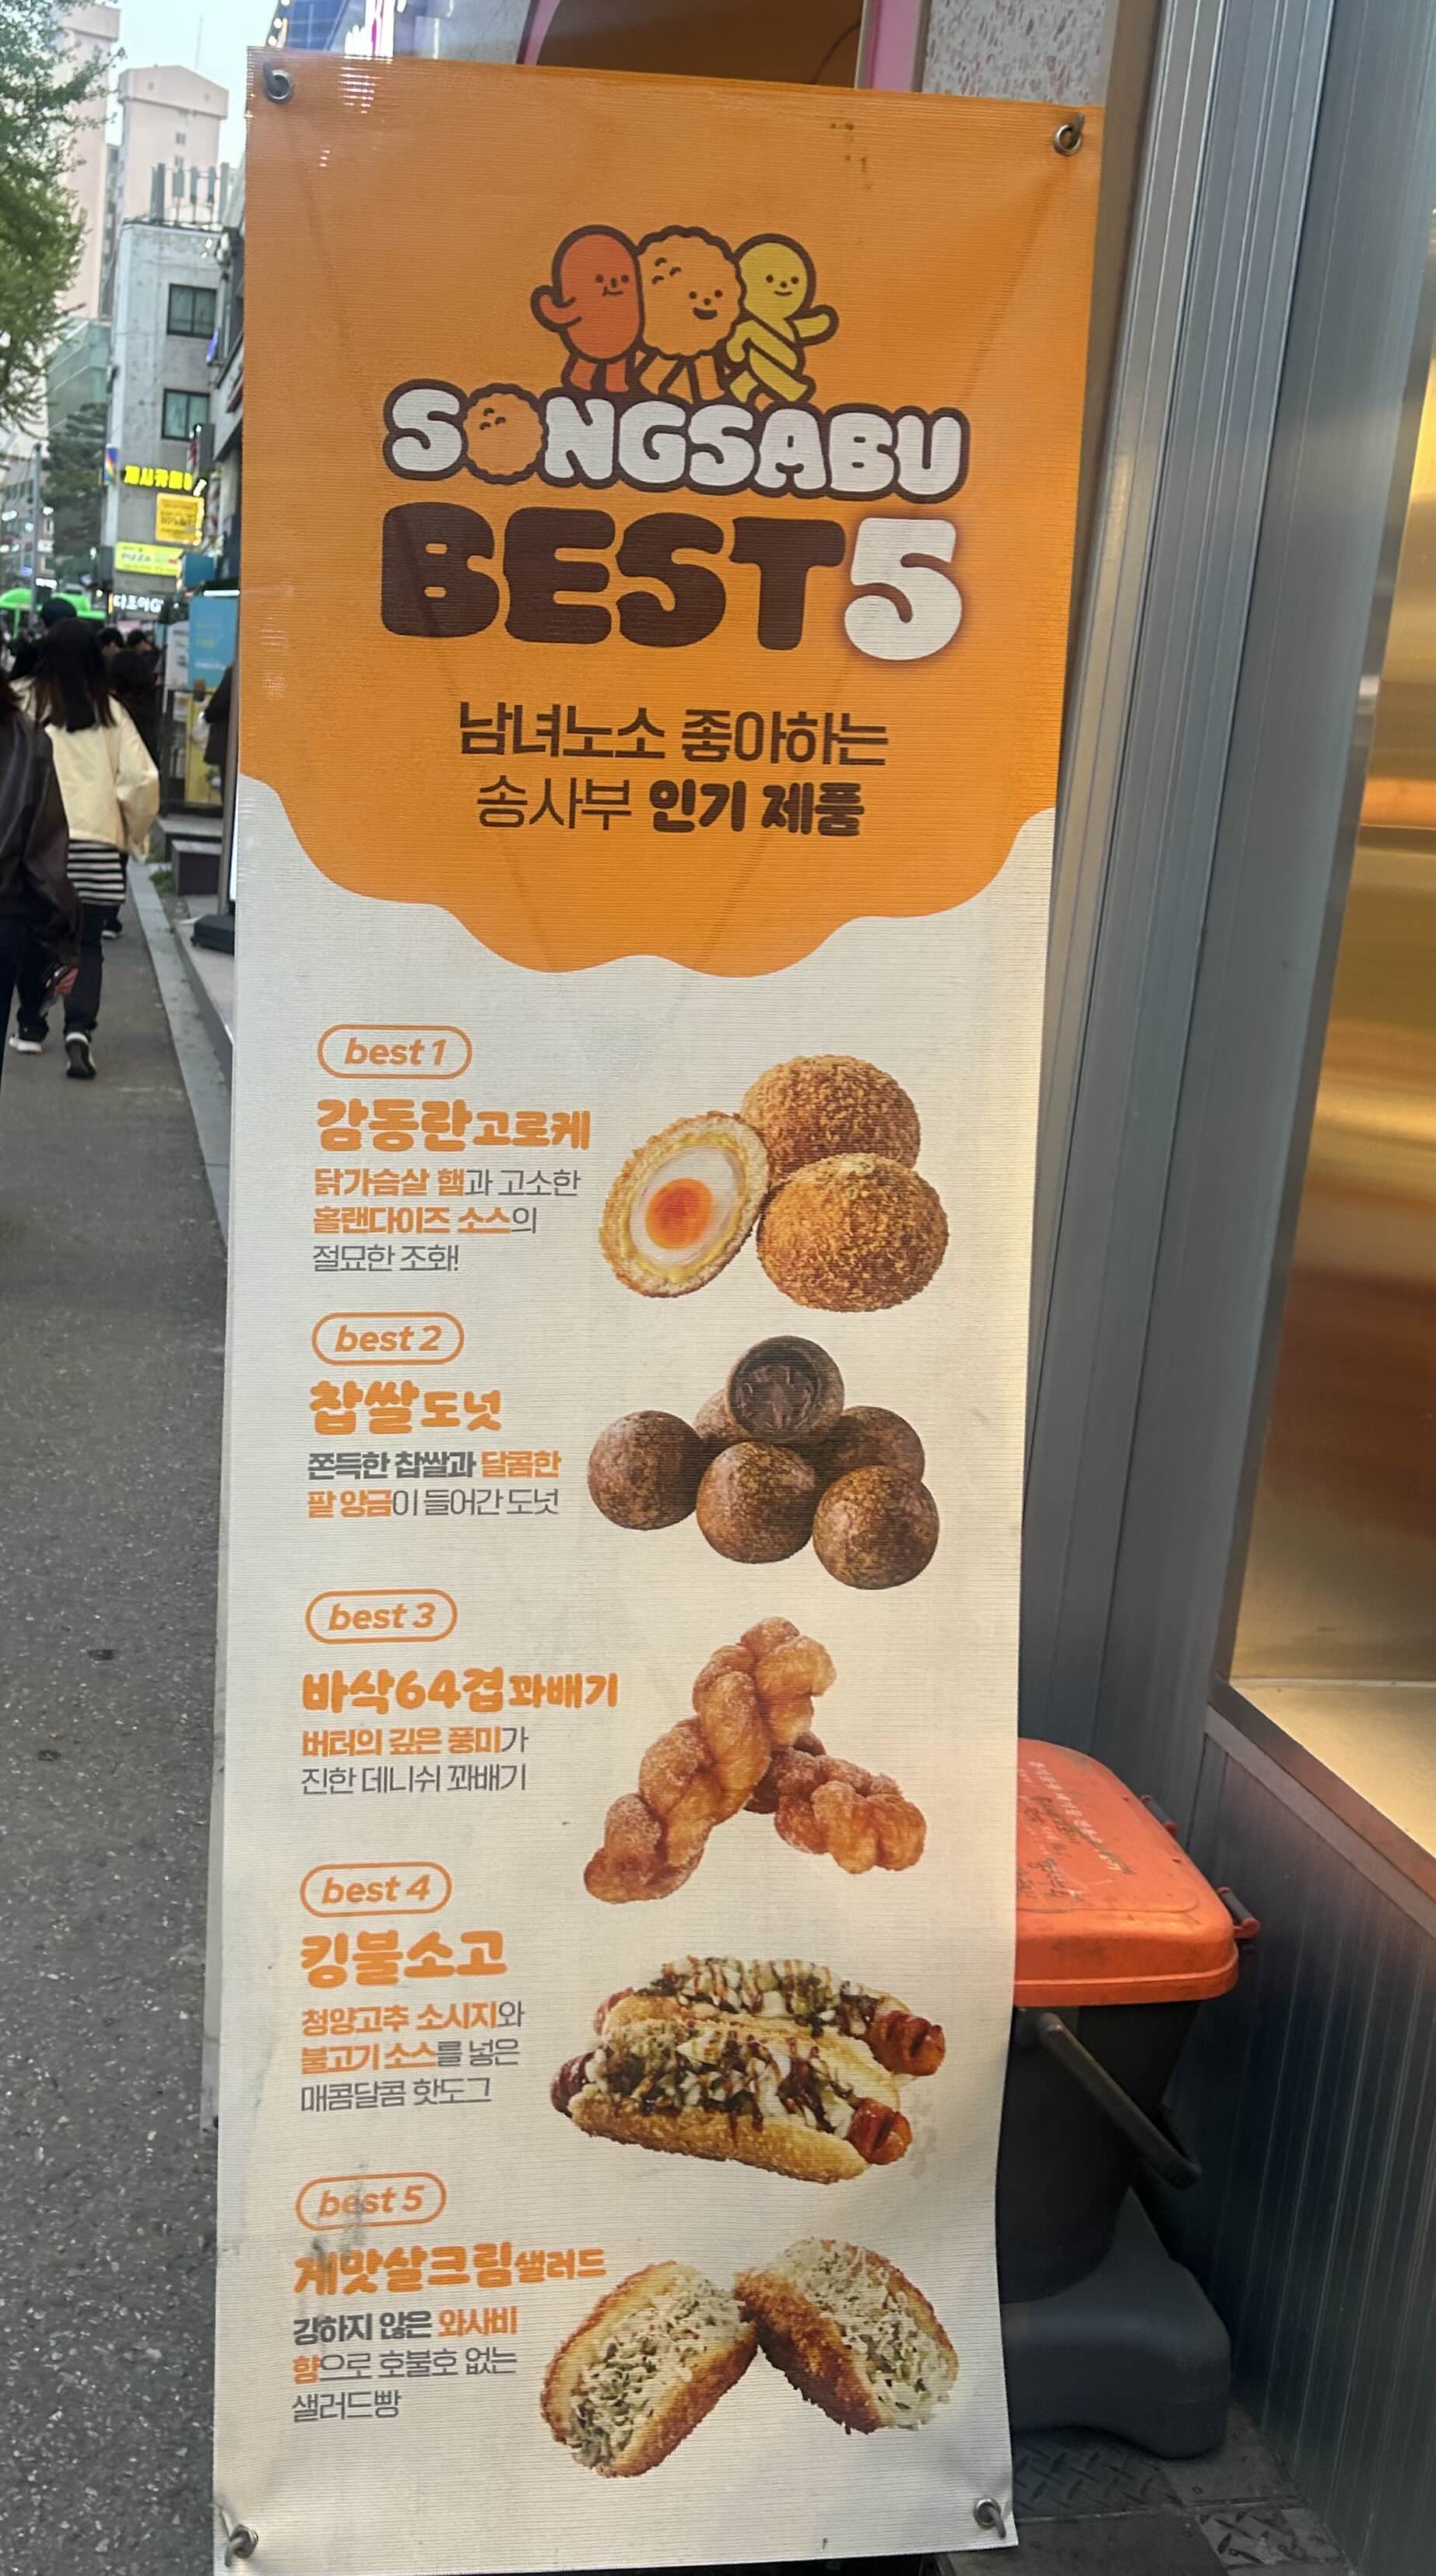 SONGSABU
BEST5
남녀노소 좋아하는
송사부 인기 제품
best 1
감동란고로케
닭가슴살 햄과 고소한
홀랜다이즈 소스의
절묘한 조화!
best 2
찹쌀도넛
쫀득한 찹쌀과 달콤한
팥 앙금이 들어간 도넛
best 3
바삭64겹꽈배기
버터의 깊은 풍미가
진한 데니쉬 꽈배기
best 4
킹불소고
청양고추 소시지와
불고기 소스를 넣은
매콤달콤 핫도그
best 5
게맛살크림샐러드
강하지 않은 와사비
향으로 호불호 없는
샐러드빵
PIZZA